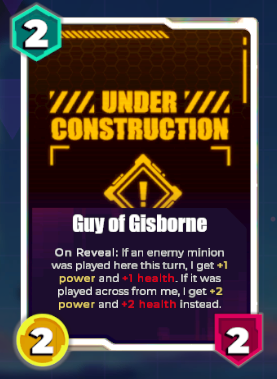 2
UNDER
CONSTRUCTION
!
Guy of Gisborne
On Reveal: If an enemy minion
was played here this turn, I get +1
power and +1 health. If it was
played across from me, I get +2
power and +2 health instead.
2
2